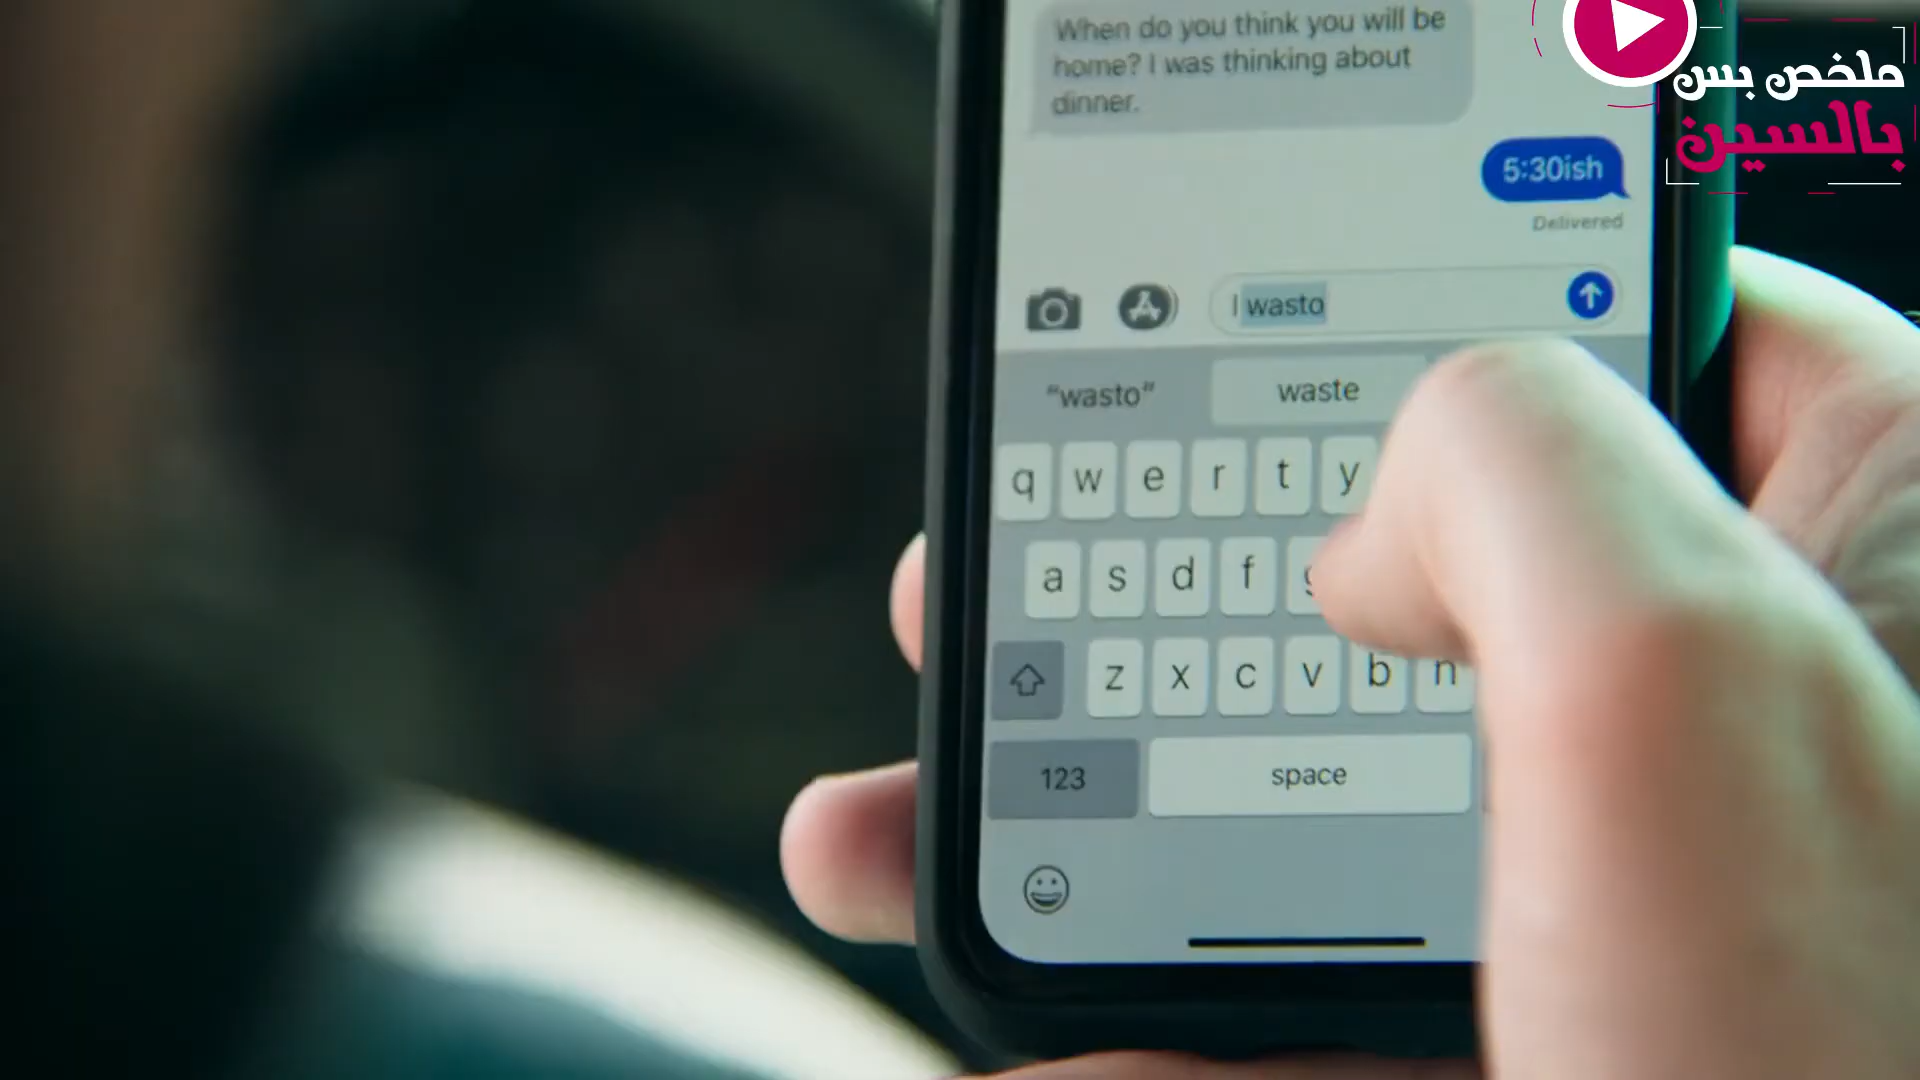 When do you think you will be
home? I was thinking about
dinner.
ملخص بس
بالسين
5:30ish
Delivered
I wasto
“wasto” waste
q w e r t y
a s d f g
z x c v b n
123 space